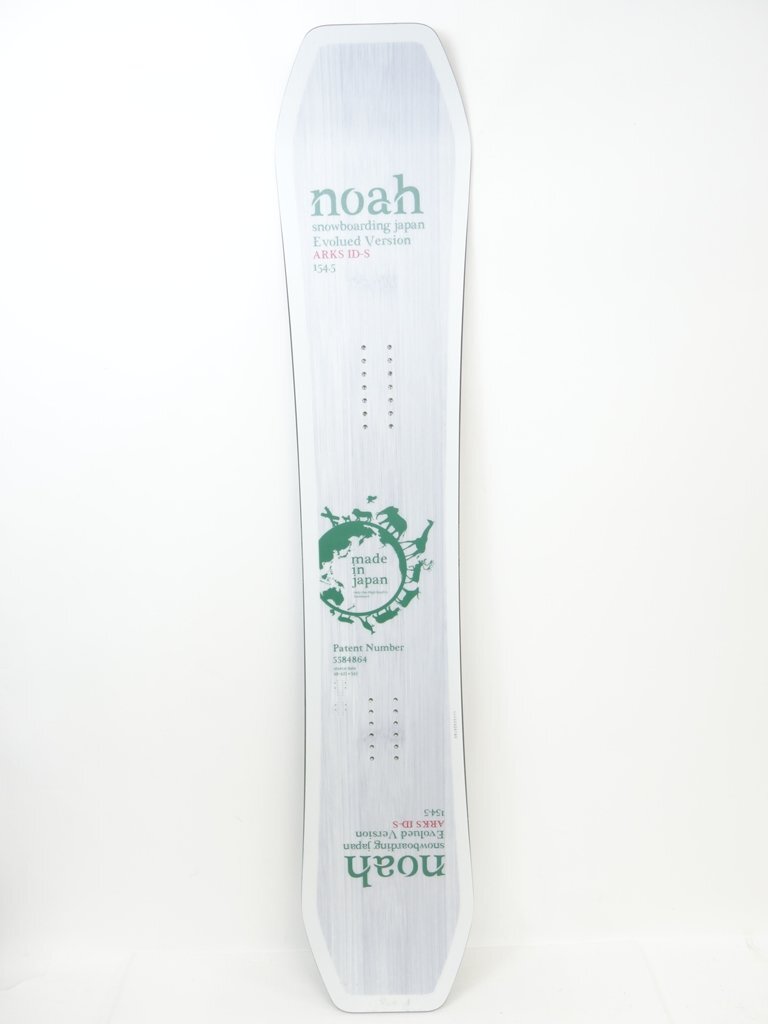 noah
snowboarding japan
Evolued Version
ARKS ID-S
154.5
made
in
japan
Patent Number
5584864
noah
snowboarding japan
Evolued Version
ARKS ID-S
154.5